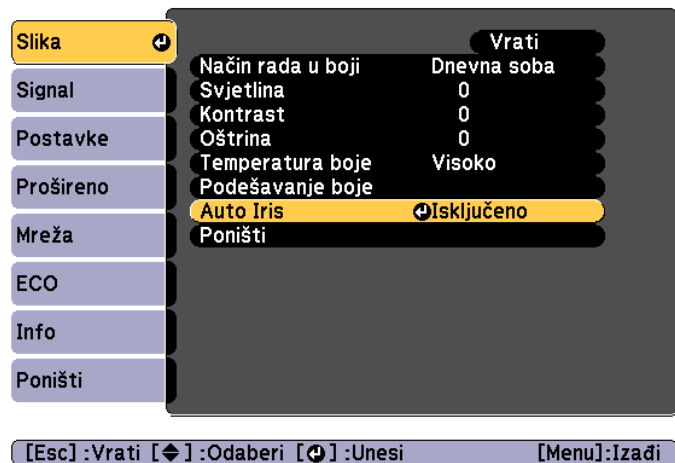 Slika
Signal
Postavke
Prošireno
Mreža
ECO
Info
Poništi
Vrati
Način rada u boji Dnevna soba
Svjetlina 0
Kontrast 0
Oštrina 0
Temperatura boje Visoko
Podešavanje boje
Auto Iris Isključeno
Poništi
[Esc] :Vrati [◆] :Odaberi [↵] :Unesi [Menu]:Izađi